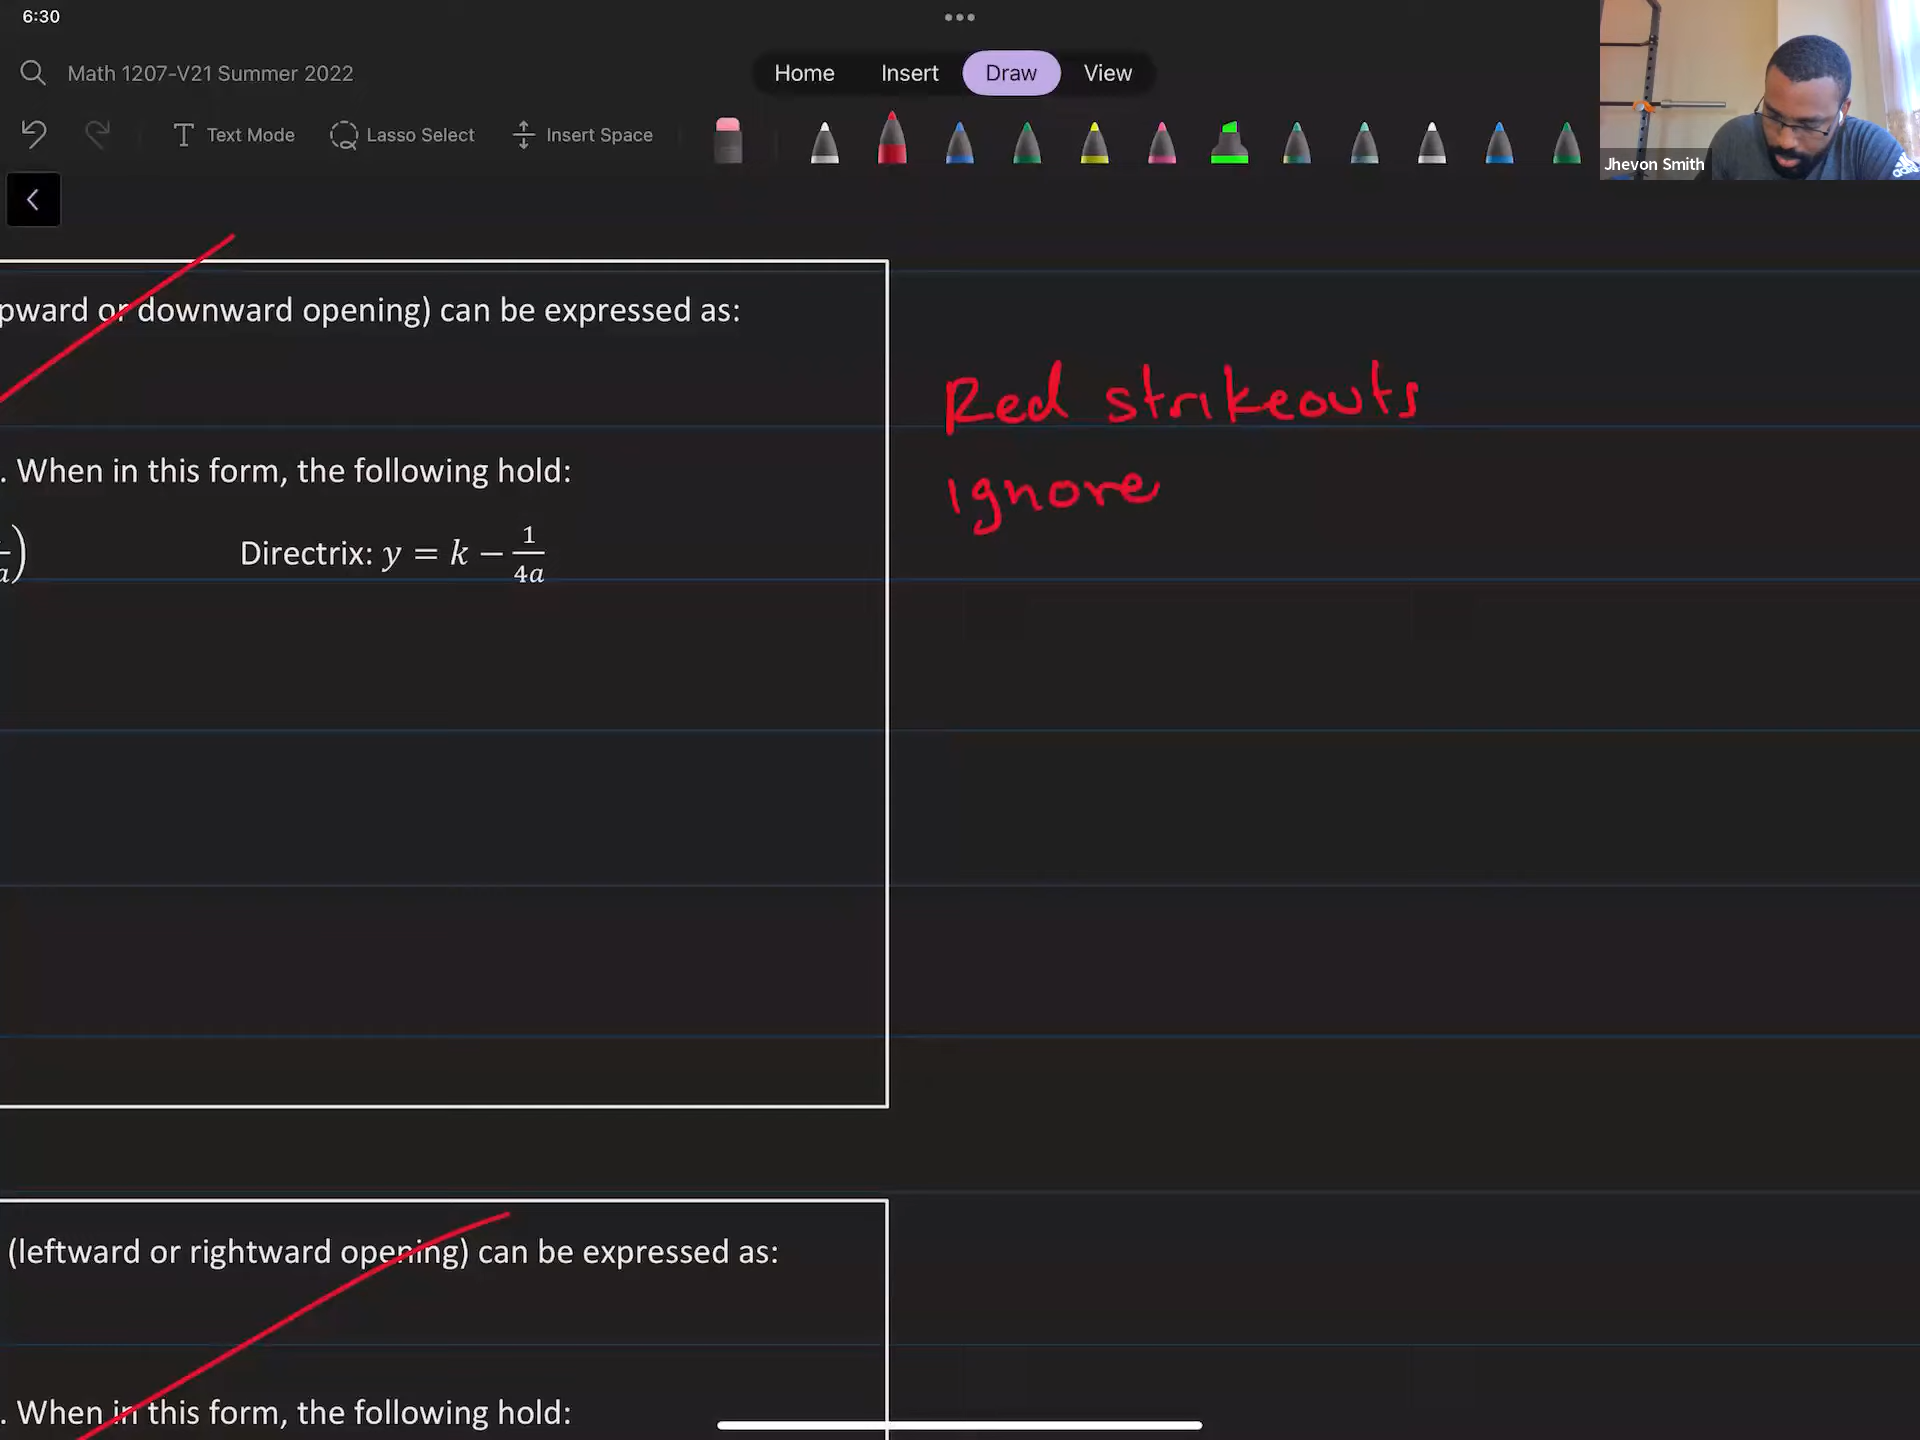 6:30
Math 1207-V21 Summer 2022
Home Insert Draw View
Text Mode Lasso Select Insert Space
Jhevon Smith
pward or downward opening) can be expressed as:
. When in this form, the following hold:
a) Directrix: y = k − 1/4a
Red strikeouts
ignore
(leftward or rightward opening) can be expressed as:
. When in this form, the following hold: